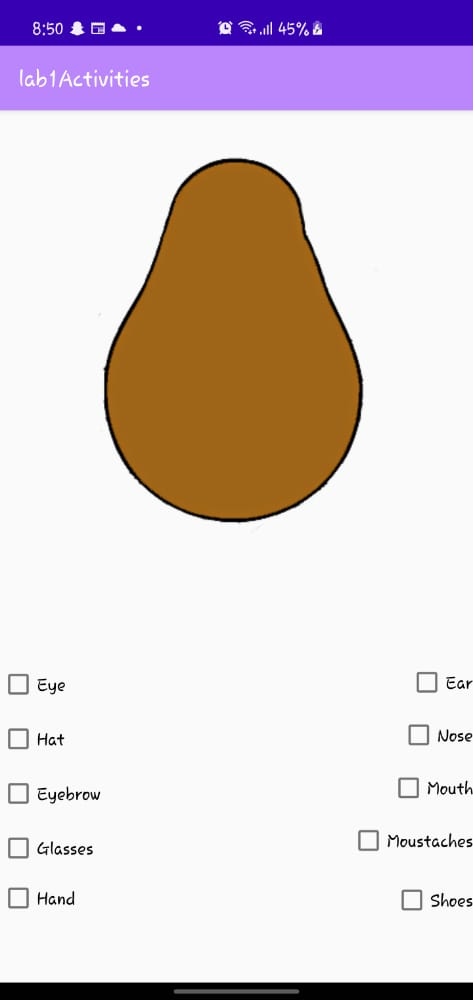 8:50 45%
lab1Activities
Eye Ear
Hat Nose
Eyebrow Mouth
Glasses Moustaches
Hand Shoes